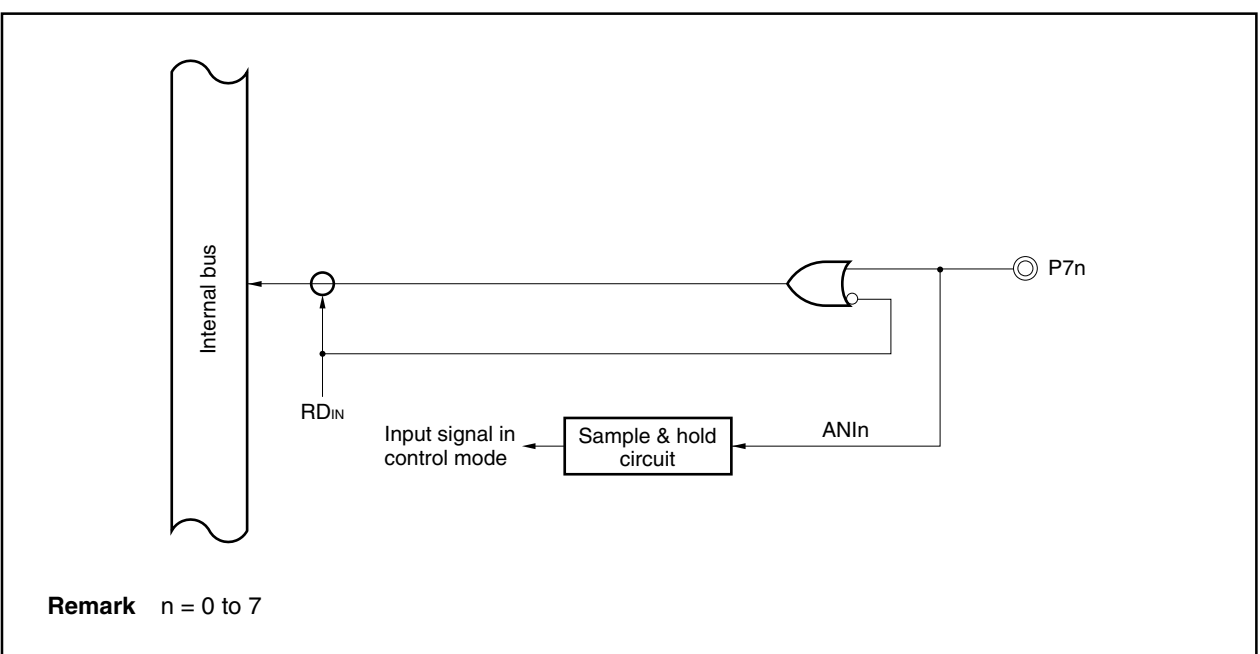 Internal bus
P7n
RDIN
ANIn
Input signal in
control mode
Sample & hold
circuit
Remark n = 0 to 7